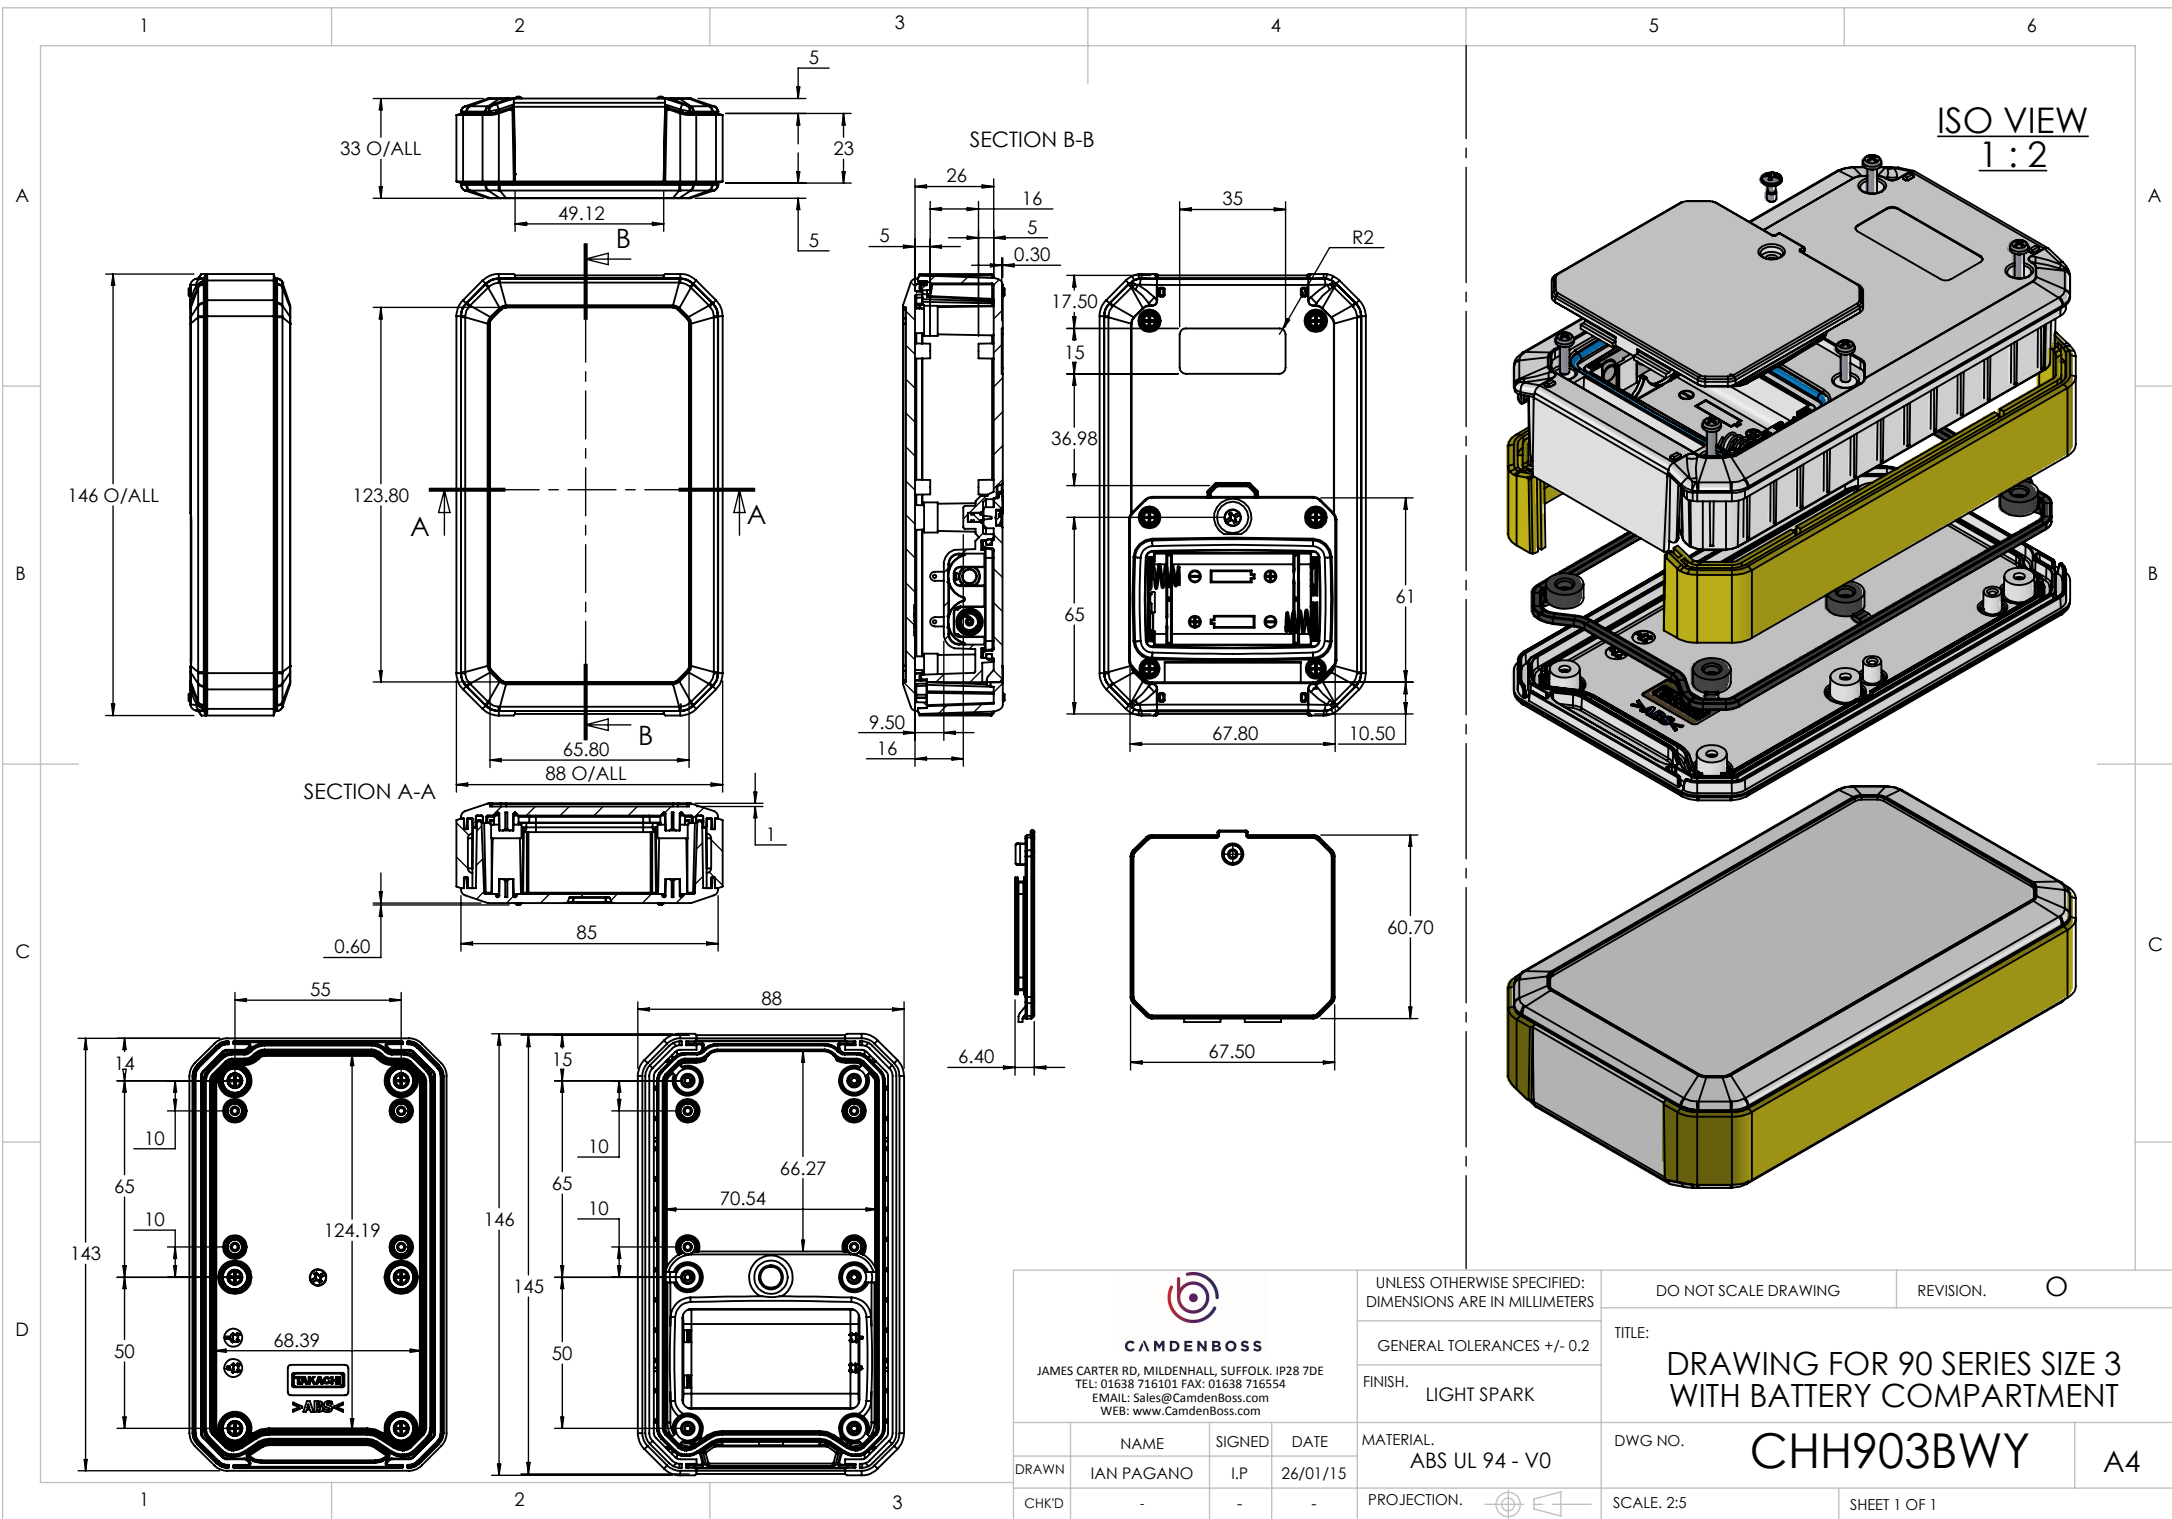 1 2 3 4 5 6
A
B
C
D
A
B
C
5
33 O/ALL
23
49.12
5
SECTION B-B
26
16
35
5
5
R2
0.30
ISO VIEW
1 : 2
B
17.50
15
146 O/ALL
123.80
A
A
36.98
65
61
B
9.50
16
65.80
88 O/ALL
67.80
10.50
SECTION A-A
1
85
0.60
60.70
6.40
67.50
55
14
10
65
10
143
124.19
50
68.39
TAKACHI
>ABS<
88
15
10
65
66.27
70.54
10
146
145
50
>ABS<
CAMDENBOSS
JAMES CARTER RD, MILDENHALL, SUFFOLK. IP28 7DE
TEL: 01638 716101 FAX: 01638 716554
EMAIL: Sales@CamdenBoss.com
WEB: www.CamdenBoss.com
NAME SIGNED DATE
DRAWN IAN PAGANO I.P 26/01/15
CHK'D - - -
UNLESS OTHERWISE SPECIFIED:
DIMENSIONS ARE IN MILLIMETERS
GENERAL TOLERANCES +/- 0.2
FINISH. LIGHT SPARK
MATERIAL.
ABS UL 94 - V0
PROJECTION.
DO NOT SCALE DRAWING
REVISION. O
TITLE:
DRAWING FOR 90 SERIES SIZE 3
WITH BATTERY COMPARTMENT
DWG NO. CHH903BWY
A4
SCALE. 2:5
SHEET 1 OF 1
1 2 3